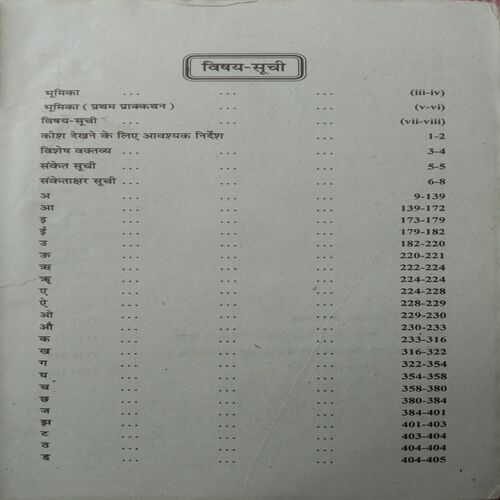 विषय-सूची
भूमिका ... ... ... (iii-iv)
भूमिका ( प्रथम प्राक्कथन ) ... ... (v-vi)
विषय-सूची ... ... ... (vii-viii)
कोश देखने के लिए आवश्यक निर्देश ... 1-2
विशेष वक्तव्य ... ... ... 3-4
संकेत सूची ... ... ... 5-5
संकेताक्षर सूची ... ... ... 6-8
अ ... ... ... 9-139
आ ... ... ... 139-172
इ ... ... ... 173-179
ई ... ... ... 179-182
उ ... ... ... 182-220
ऊ ... ... ... 220-221
ऋ ... ... ... 222-224
ॠ ... ... ... 224-224
ए ... ... ... 224-228
ऐ ... ... ... 228-229
ओ ... ... ... 229-230
औ ... ... ... 230-233
क ... ... ... 233-316
ख ... ... ... 316-322
ग ... ... ... 322-354
घ ... ... ... 354-358
च ... ... ... 358-380
छ ... ... ... 380-384
ज ... ... ... 384-401
झ ... ... ... 401-403
ट ... ... ... 403-404
ठ ... ... ... 404-404
ड ... ... ... 404-405